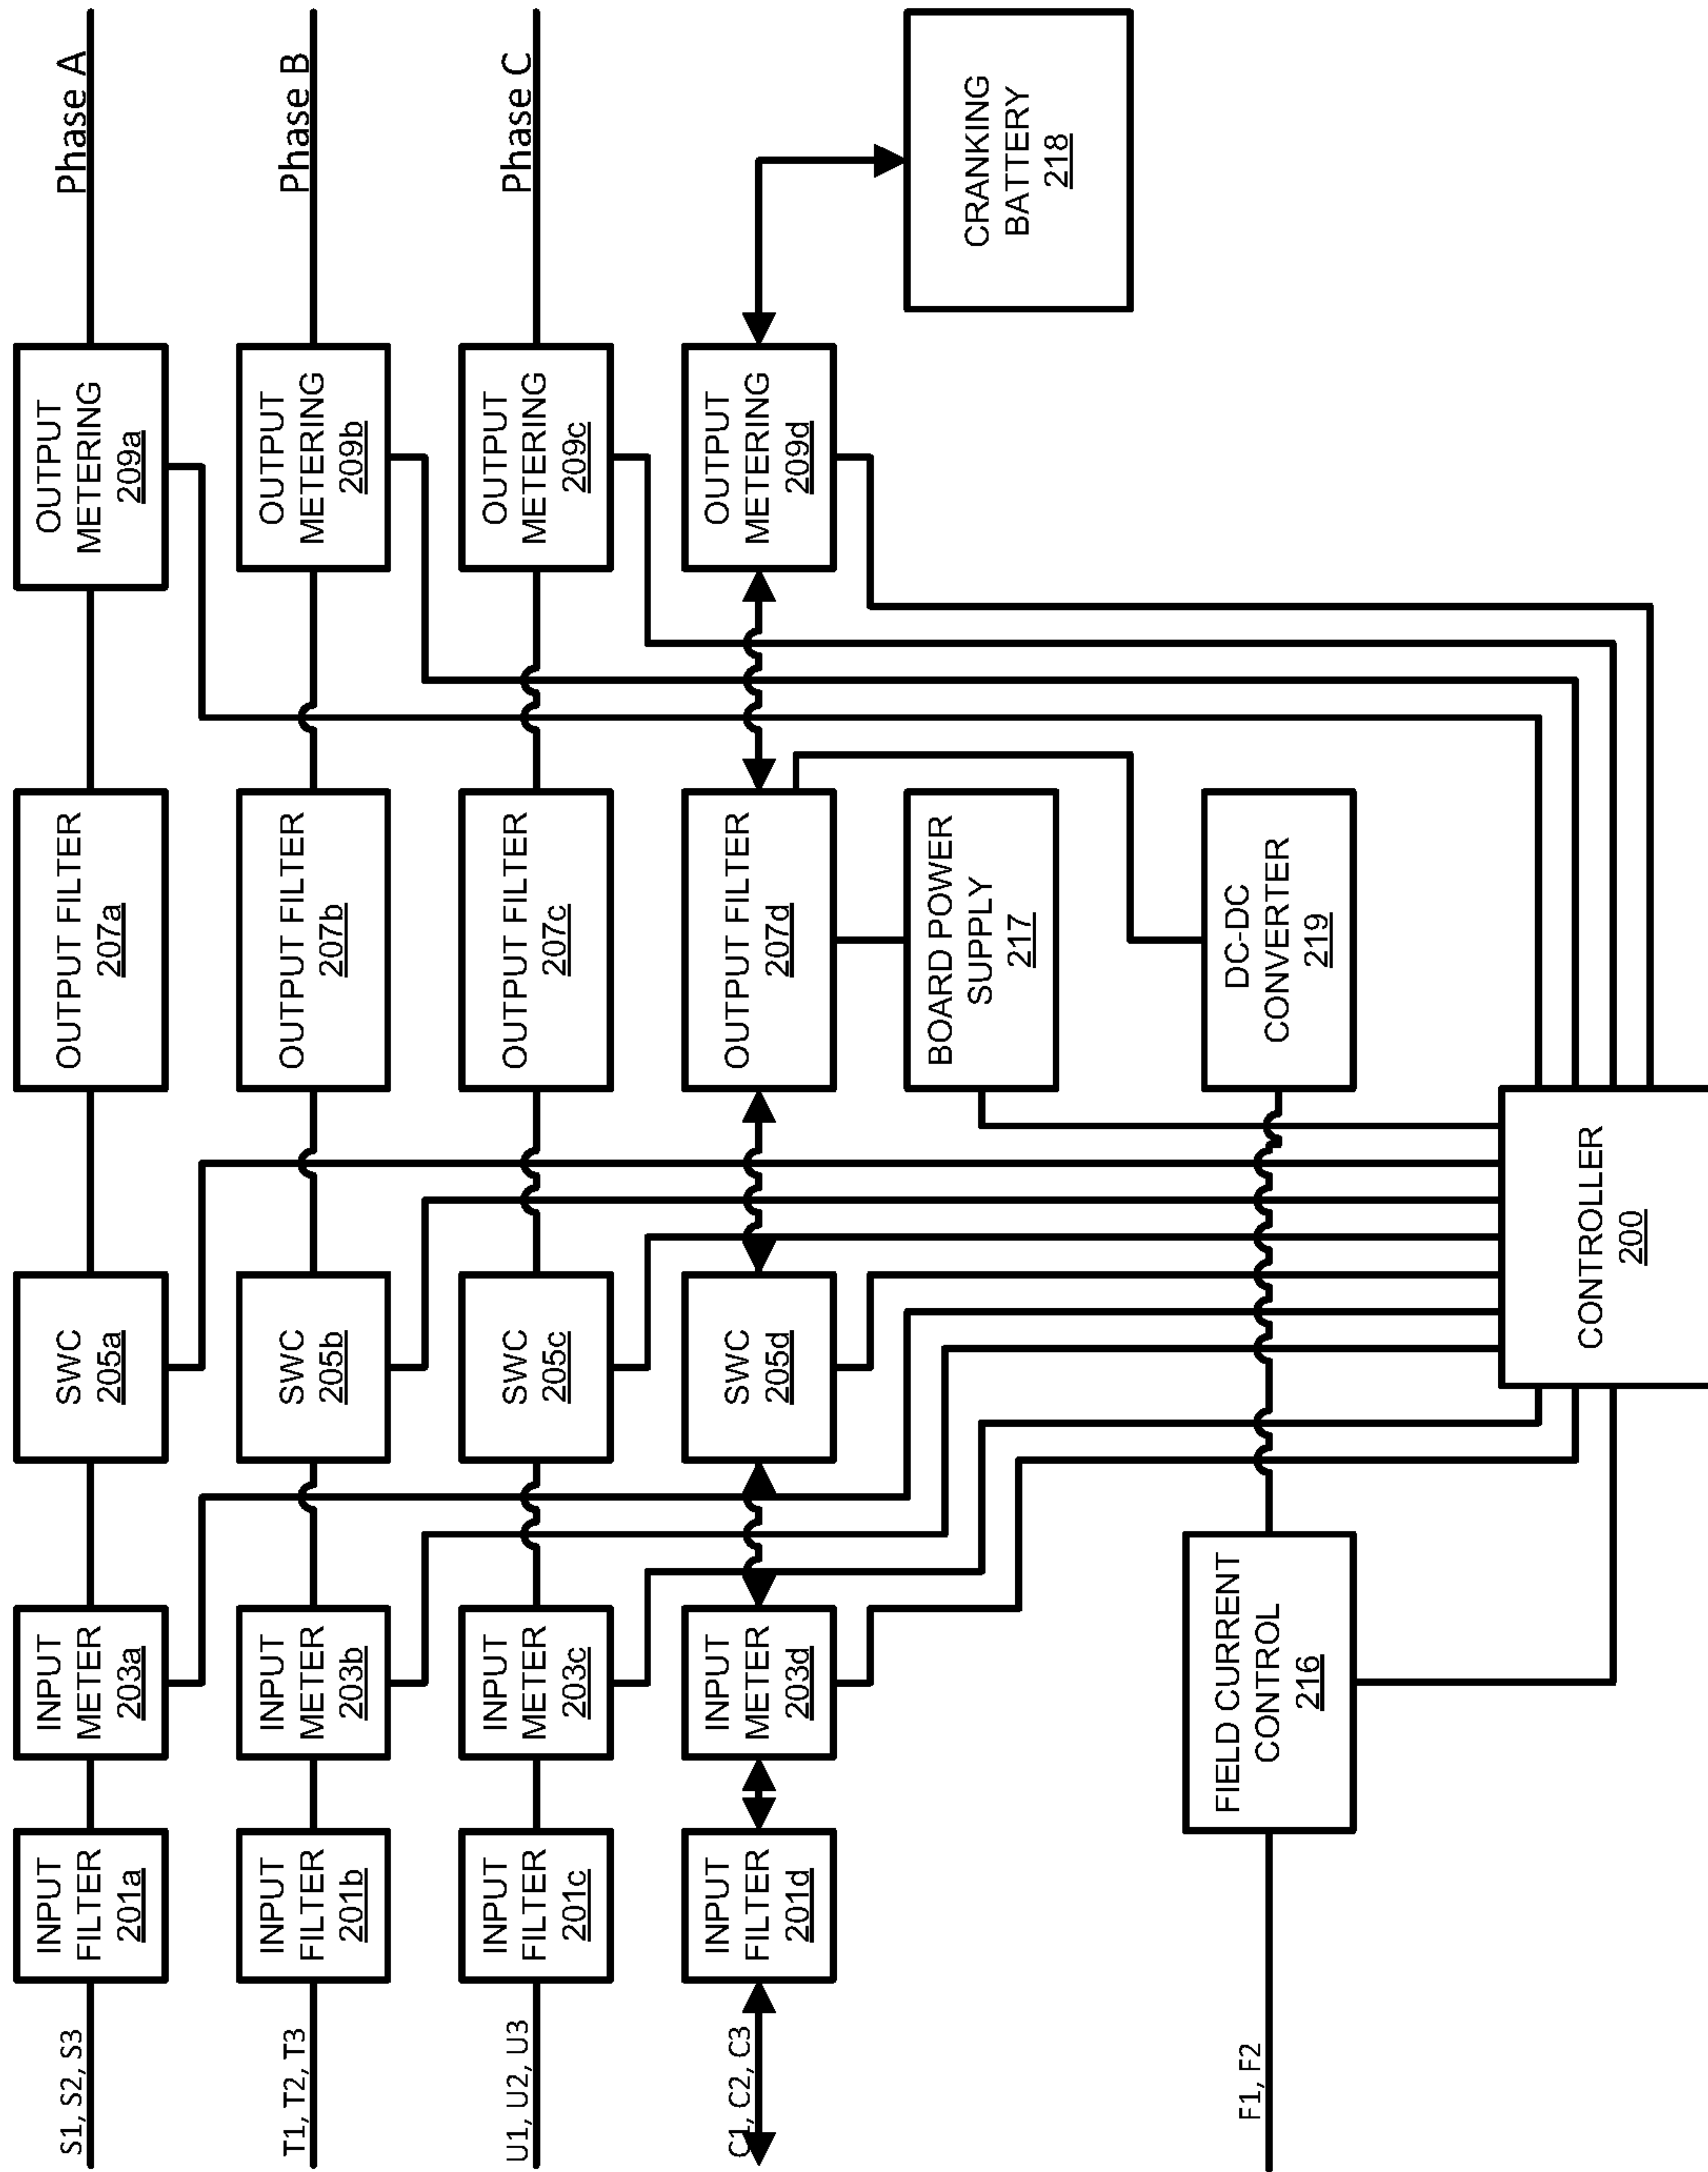 S1, S2, S3
INPUT
FILTER
201a
INPUT
METER
203a
SWC
205a
OUTPUT FILTER
207a
OUTPUT
METERING
209a
Phase A
T1, T2, T3
INPUT
FILTER
201b
INPUT
METER
203b
SWC
205b
OUTPUT FILTER
207b
OUTPUT
METERING
209b
Phase B
U1, U2, U3
INPUT
FILTER
201c
INPUT
METER
203c
SWC
205c
OUTPUT FILTER
207c
OUTPUT
METERING
209c
Phase C
C1, C2, C3
INPUT
FILTER
201d
INPUT
METER
203d
SWC
205d
OUTPUT FILTER
207d
OUTPUT
METERING
209d
BOARD POWER
SUPPLY
217
CRANKING
BATTERY
218
F1, F2
FIELD CURRENT
CONTROL
216
DC-DC
CONVERTER
219
CONTROLLER
200